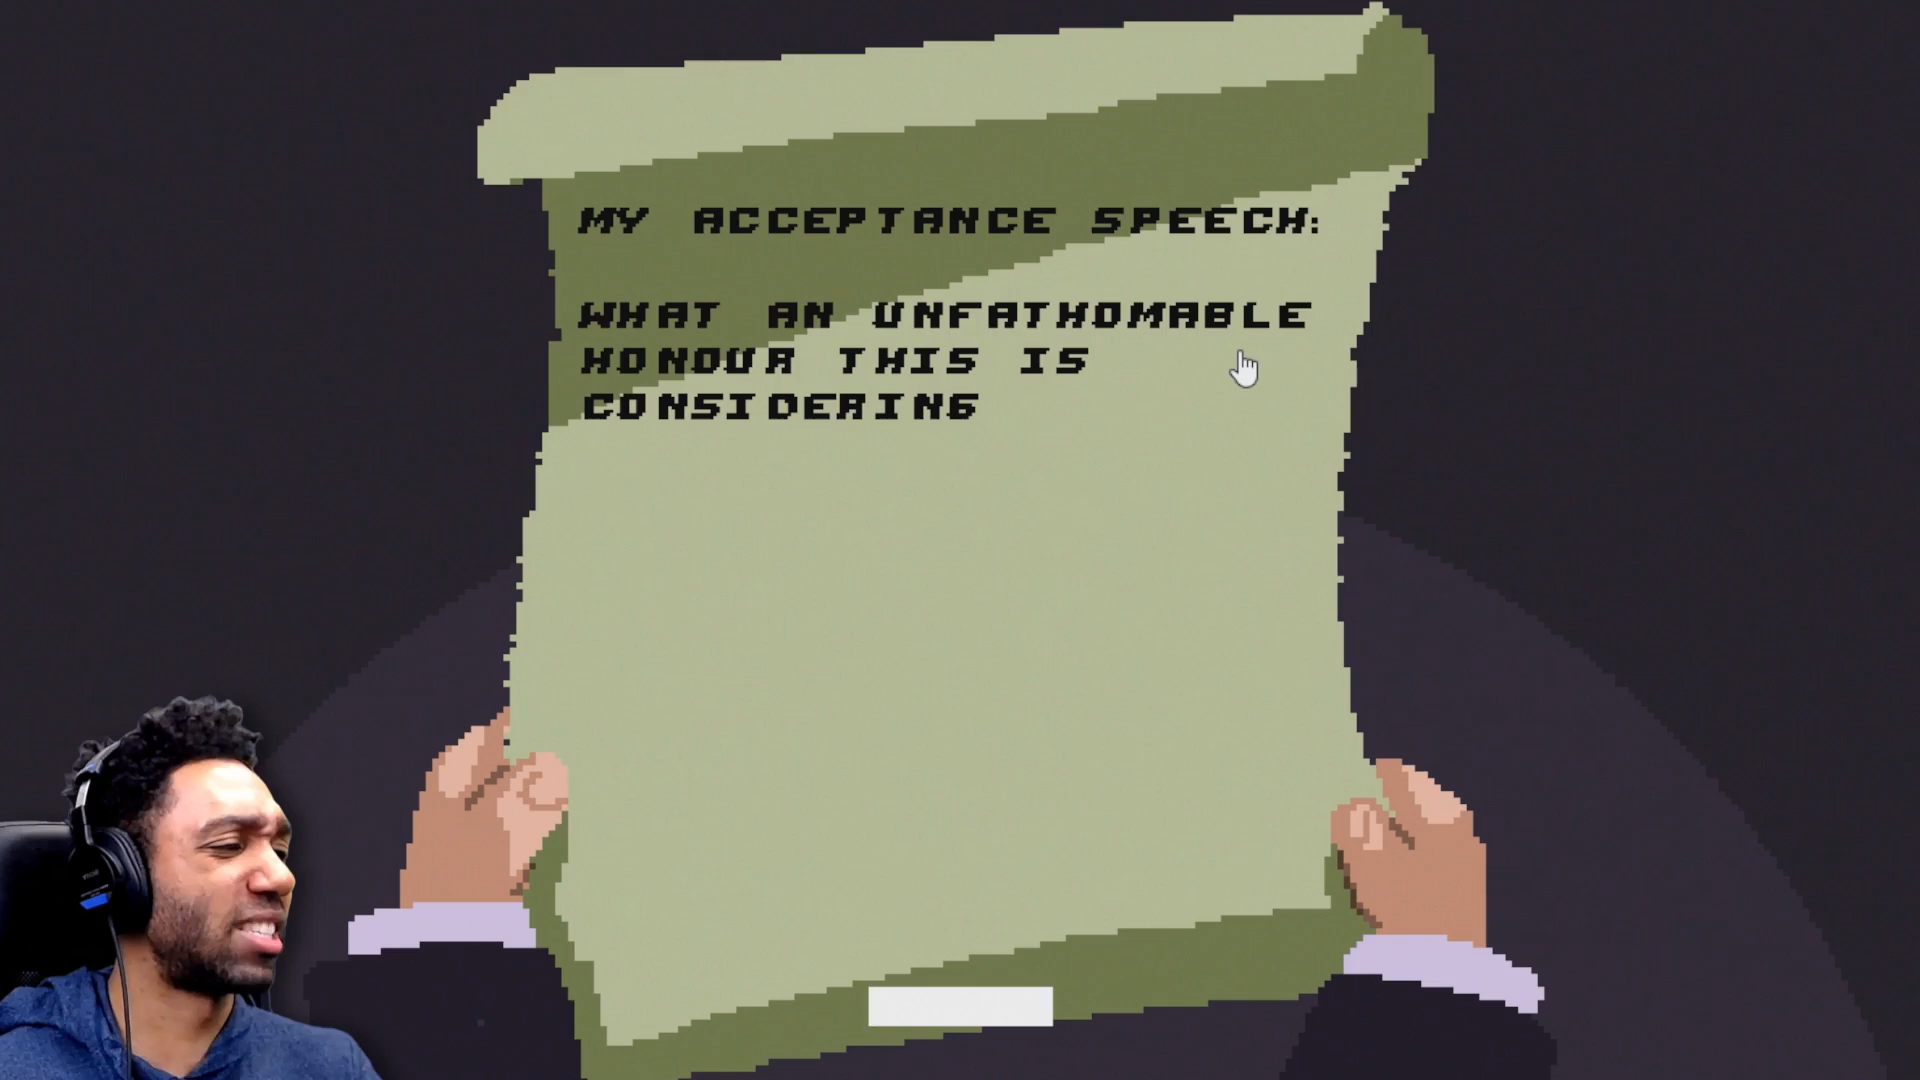 MY ACCEPTANCE SPEECH:
WHAT AN UNFATHOMABLE
HONOUR THIS IS
CONSIDERING